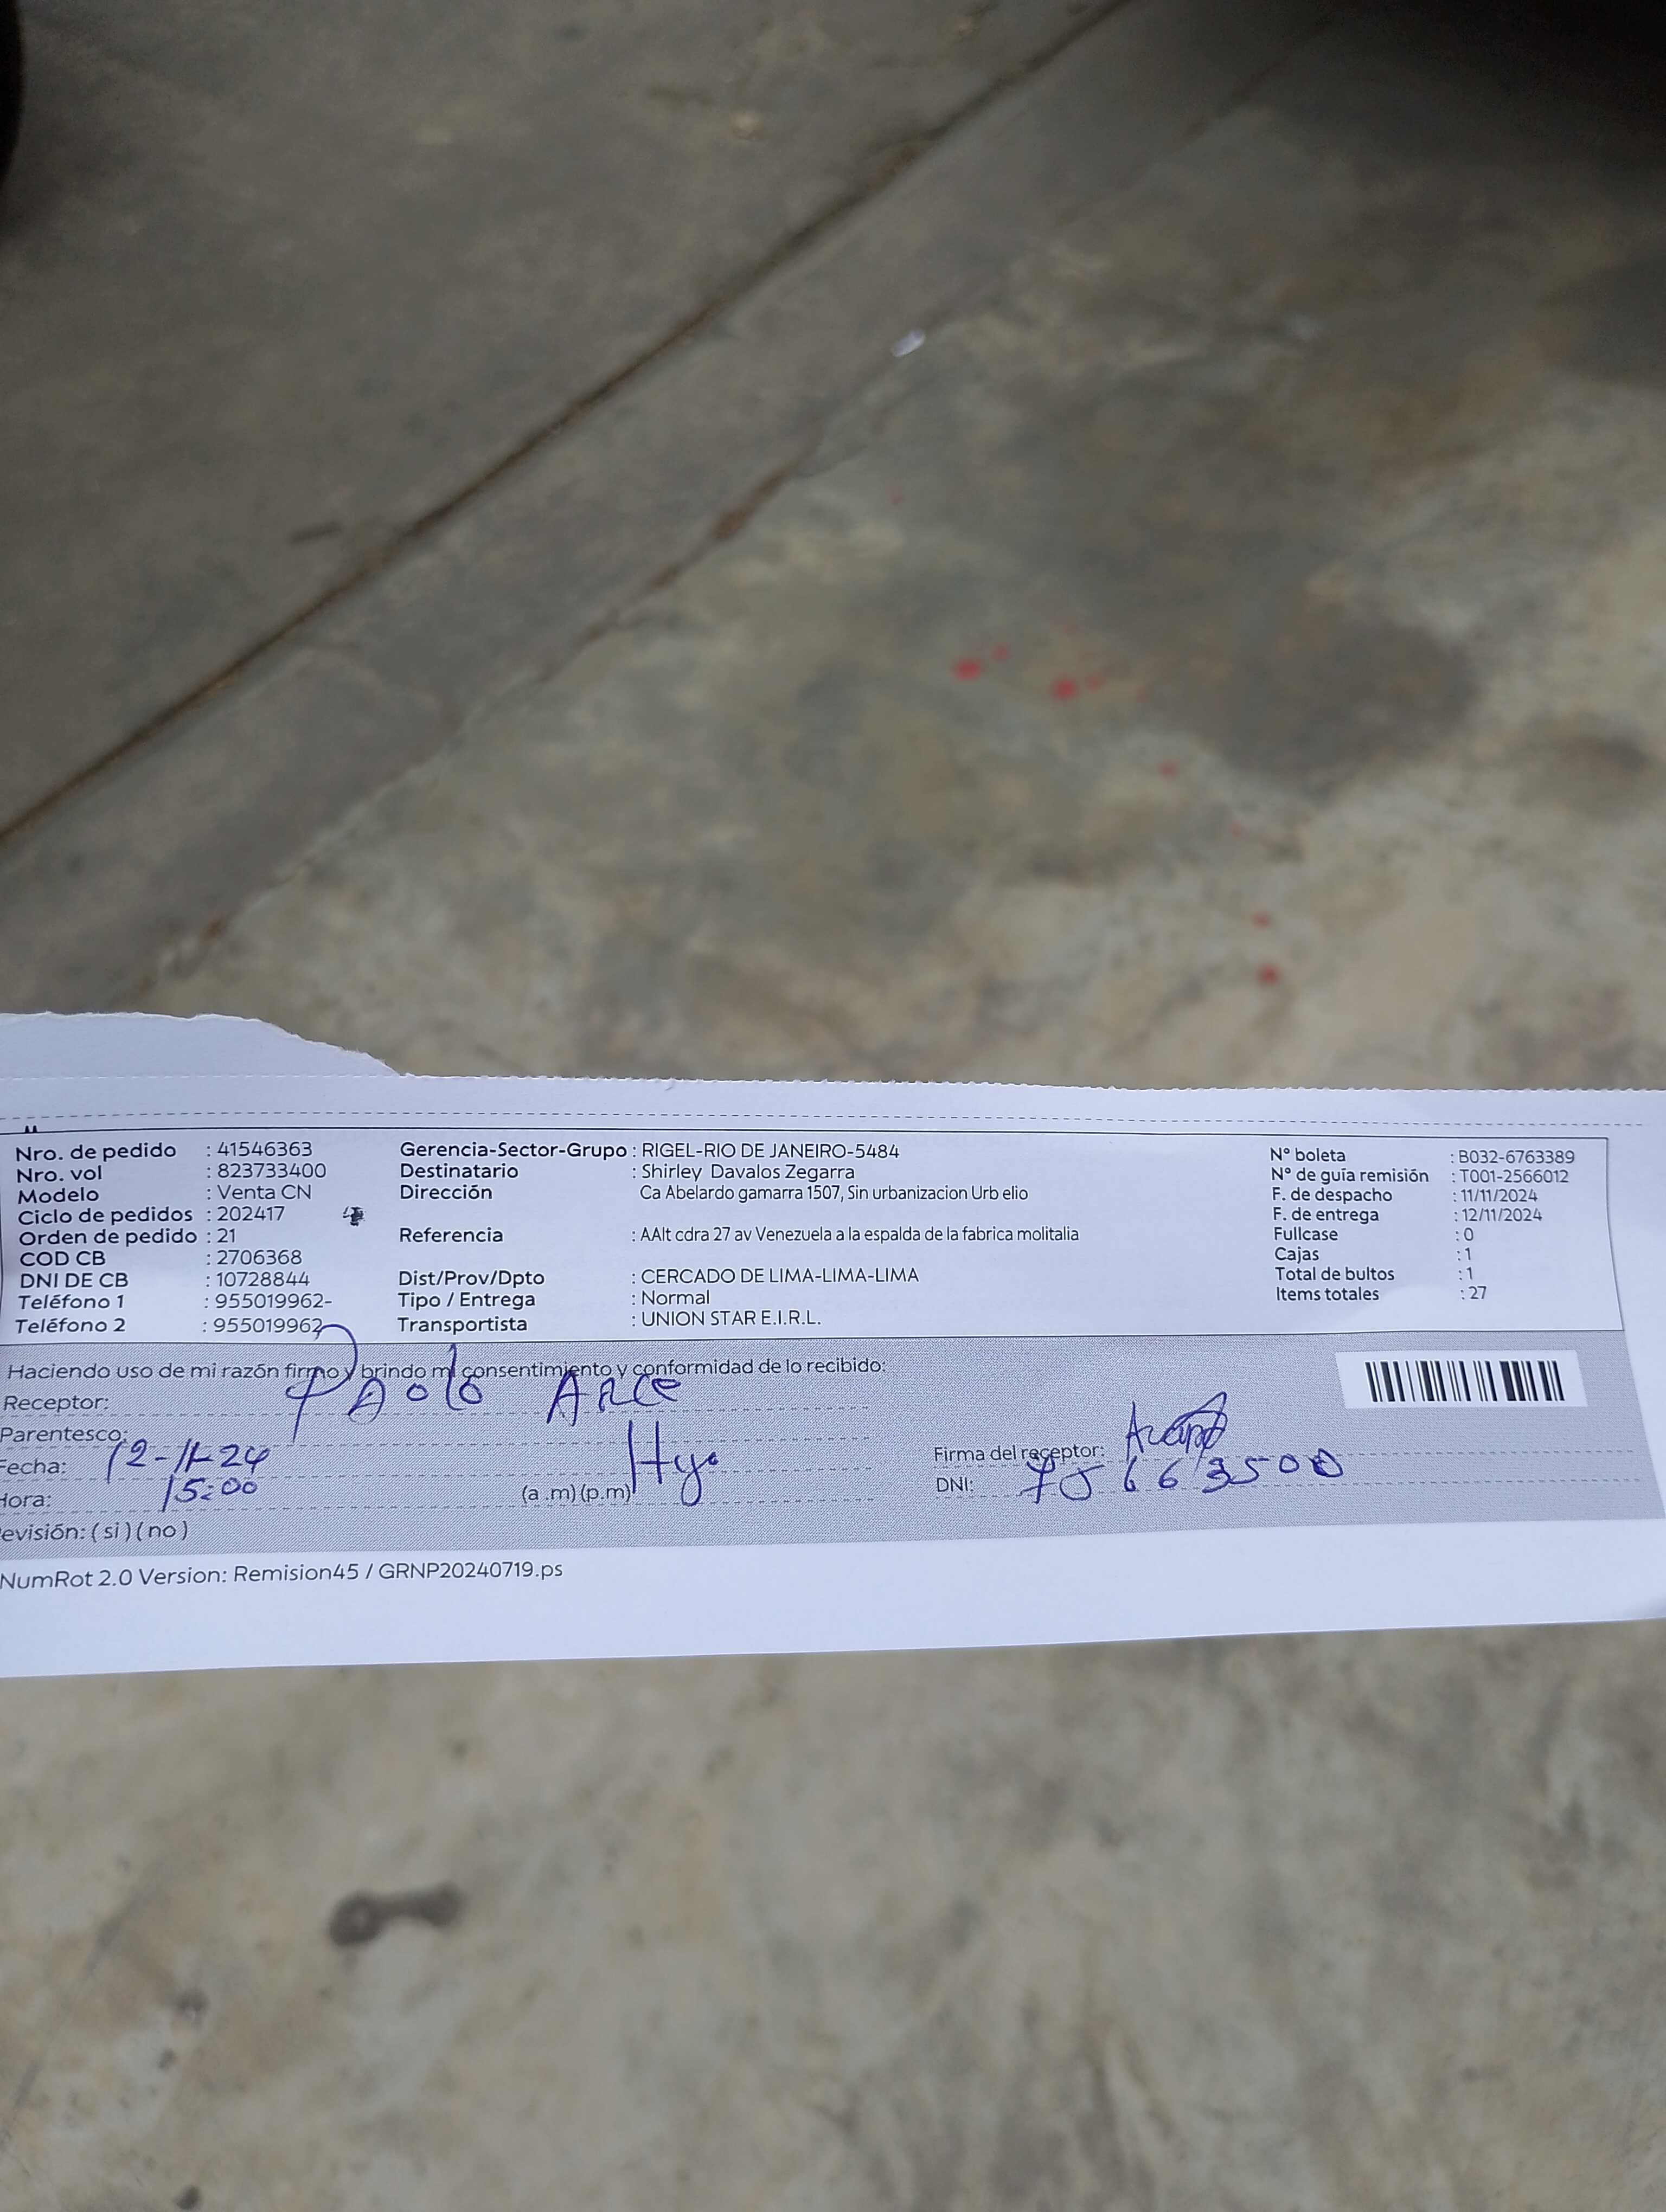 Nro. de pedido : 41546363
Nro. vol : 823733400
Modelo : Venta CN
Ciclo de pedidos : 202417
Orden de pedido : 21
COD CB : 2706368
DNI DE CB : 10728844
Teléfono 1 : 955019962-
Teléfono 2 : 955019962
Gerencia-Sector-Grupo : RIGEL-RIO DE JANEIRO-5484
Destinatario : Shirley Davalos Zegarra
Dirección Ca Abelardo gamarra 1507, Sin urbanizacion Urb elio
Referencia : AAlt cdra 27 av Venezuela a la espalda de la fabrica molitalia
Dist/Prov/Dpto : CERCADO DE LIMA-LIMA-LIMA
Tipo / Entrega : Normal
Transportista : UNION STAR E.I.R.L.
N° boleta : B032-6763389
N° de guía remisión : T001-2566012
F. de despacho : 11/11/2024
F. de entrega : 12/11/2024
Fullcase : 0
Cajas : 1
Total de bultos : 1
Items totales : 27
Haciendo uso de mi razón firmo y brindo mi consentimiento y conformidad de lo recibido:
Receptor: PAolo ARCe
Parentesco:
Fecha: 12-11-24
Hora: 15:00 (a .m) (p.m)
Firma del receptor:
DNI:
evisión: ( si ) ( no )
NumRot 2.0 Version: Remision45 / GRNP20240719.ps